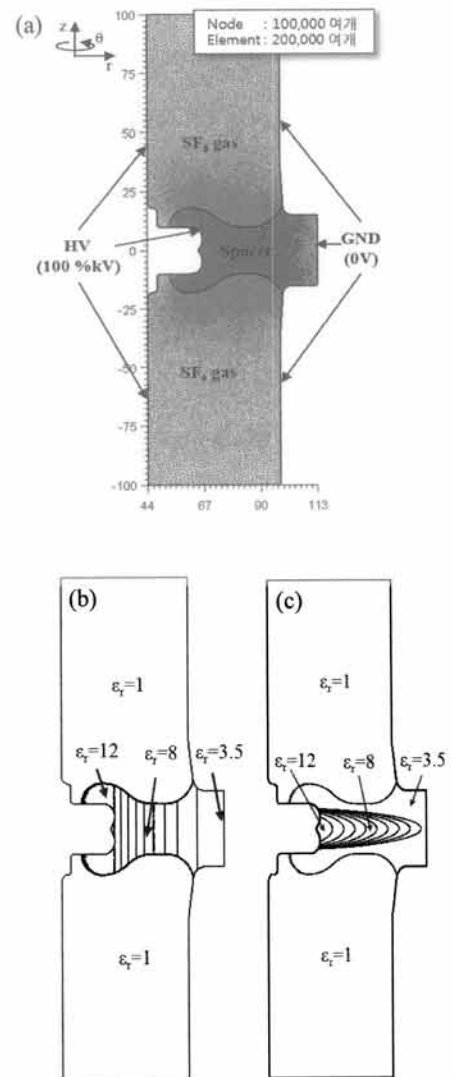 (a)
Node : 100,000 여개
Element : 200,000 여개
z
θ
r
100
75
50
25
0
-25
-50
-75
-100
SF₆ gas
HV
(100 %kV)
Spacer
GND
(0V)
SF₆ gas
44 67 90 113
(b)
(c)
εᵣ=1
εᵣ=1
εᵣ=12
εᵣ=8
εᵣ=3.5
εᵣ=12
εᵣ=8
εᵣ=3.5
εᵣ=1
εᵣ=1